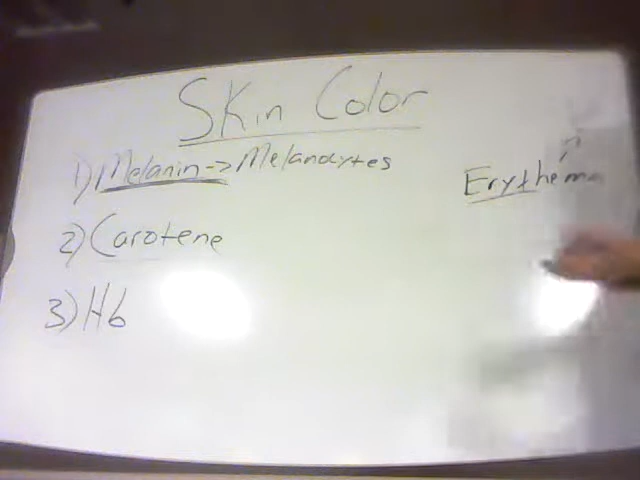 Skin Color
1) Melanin -> Melanocytes
2) Carotene
3) Hb
Erythema